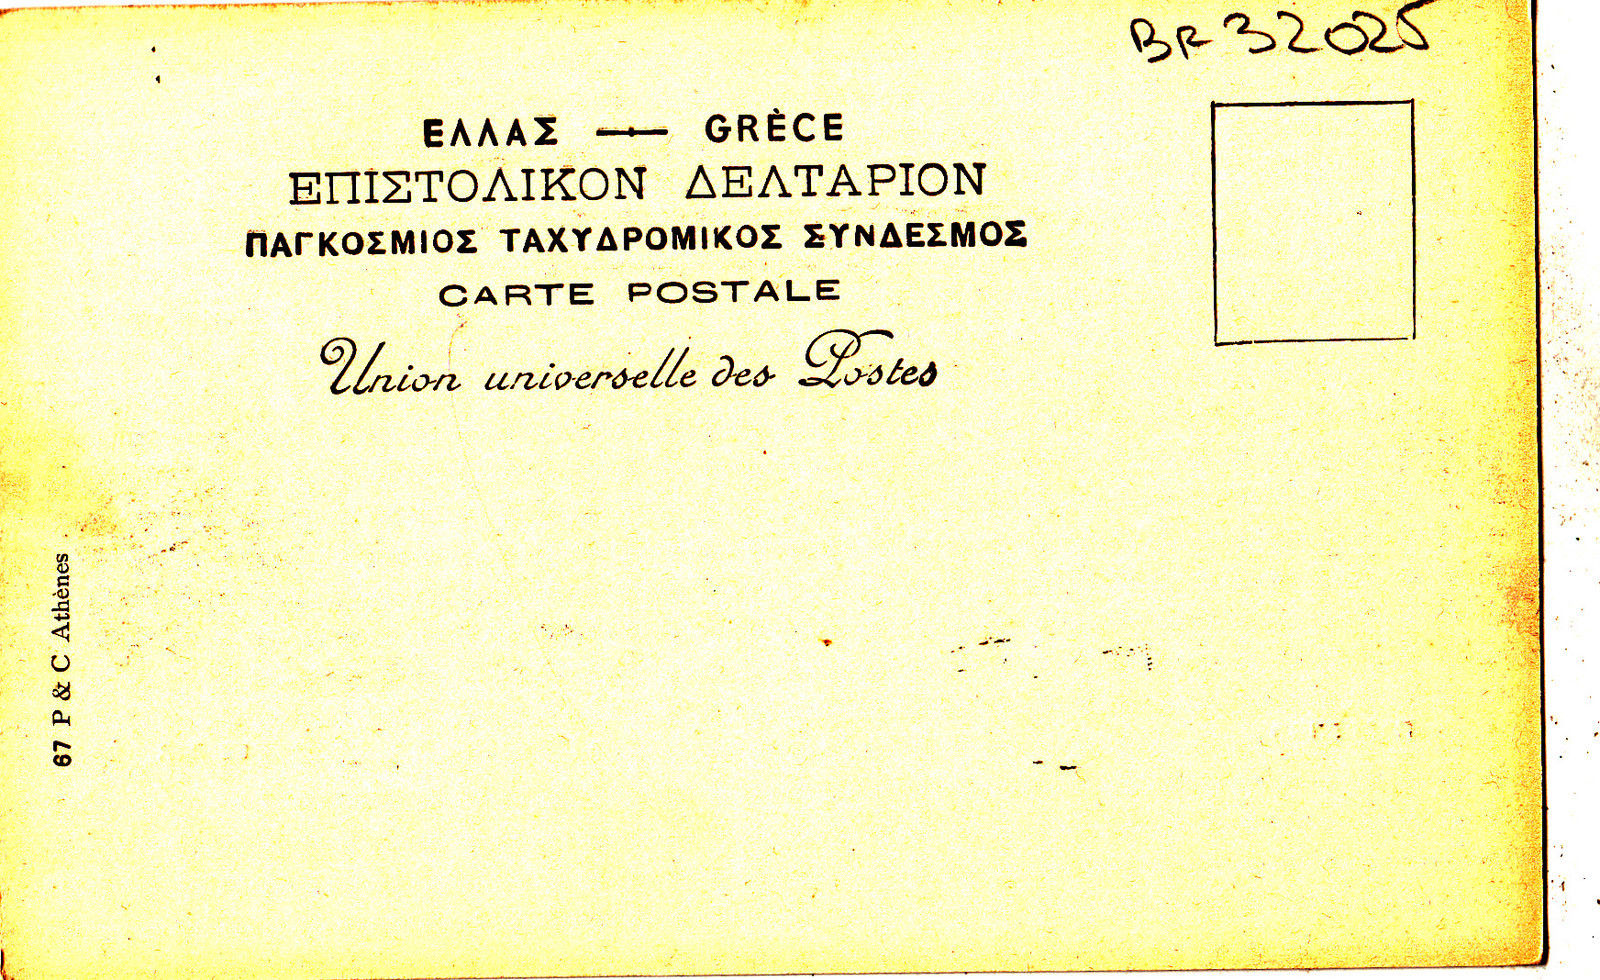 BR 32025
ΕΛΛΑΣ — GRÈCE
ΕΠΙΣΤΟΛΙΚΟΝ ΔΕΛΤΑΡΙΟΝ
ΠΑΓΚΟΣΜΙΟΣ ΤΑΧΥΔΡΟΜΙΚΟΣ ΣΥΝΔΕΣΜΟΣ
CARTE POSTALE
Union universelle des Postes
67 P & C Athènes